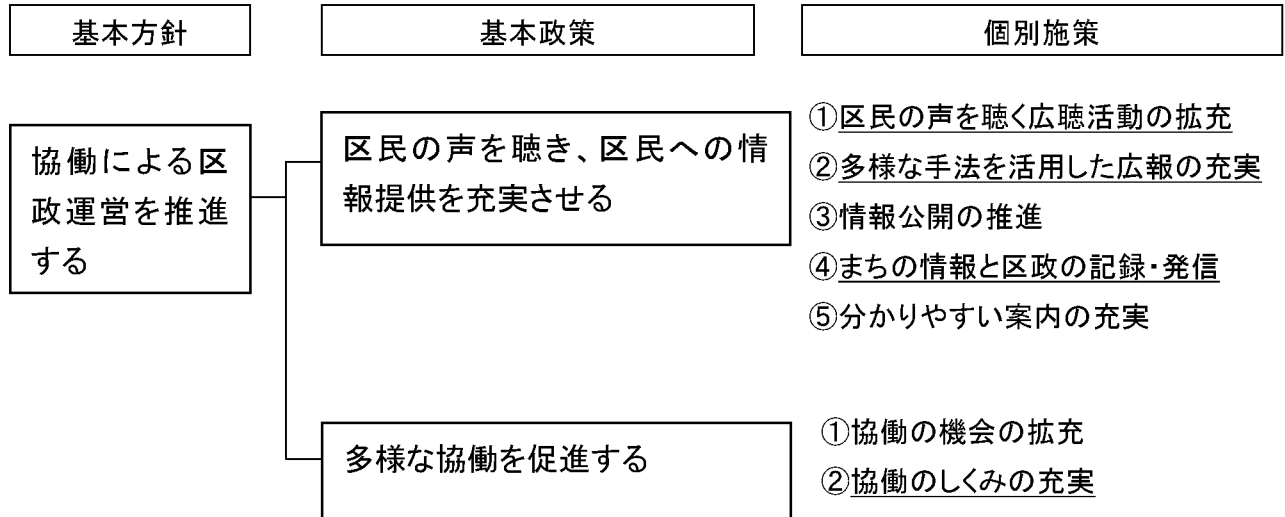 基本方針
基本政策
個別施策
協働による区
政運営を推進
する
区民の声を聴き、区民への情
報提供を充実させる
①区民の声を聴く広聴活動の拡充
②多様な手法を活用した広報の充実
③情報公開の推進
④まちの情報と区政の記録・発信
⑤分かりやすい案内の充実
多様な協働を促進する
①協働の機会の拡充
②協働のしくみの充実